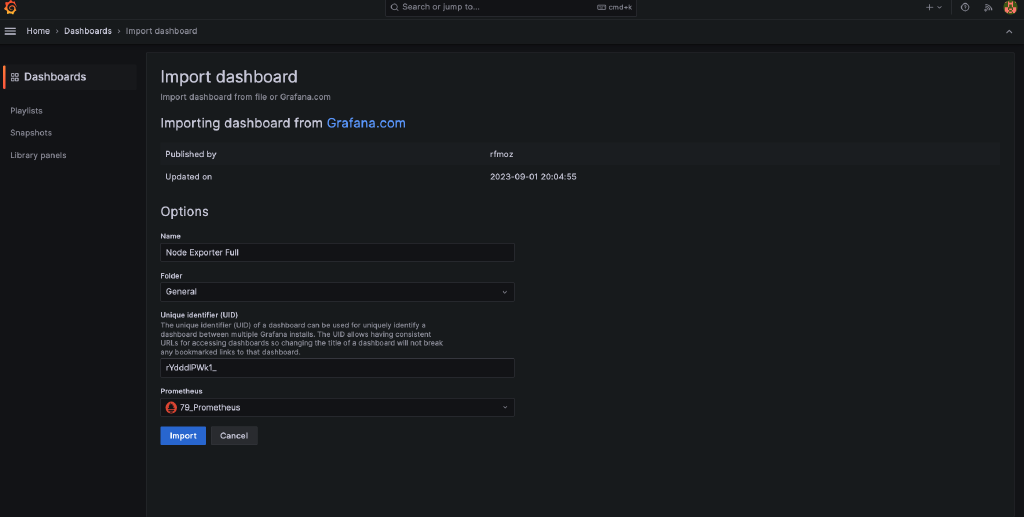 Search or jump to...
cmd+k
Home › Dashboards › Import dashboard
Dashboards
Playlists
Snapshots
Library panels
Import dashboard
Import dashboard from file or Grafana.com
Importing dashboard from Grafana.com
Published by rfmoz
Updated on 2023-09-01 20:04:55
Options
Name
Node Exporter Full
Folder
General
Unique identifier (UID)
The unique identifier (UID) of a dashboard can be used for uniquely identify a
dashboard between multiple Grafana installs. The UID allows having consistent
URLs for accessing dashboards so changing the title of a dashboard will not break
any bookmarked links to that dashboard.
rYdddlPWk1_
Prometheus
79_Prometheus
Import
Cancel